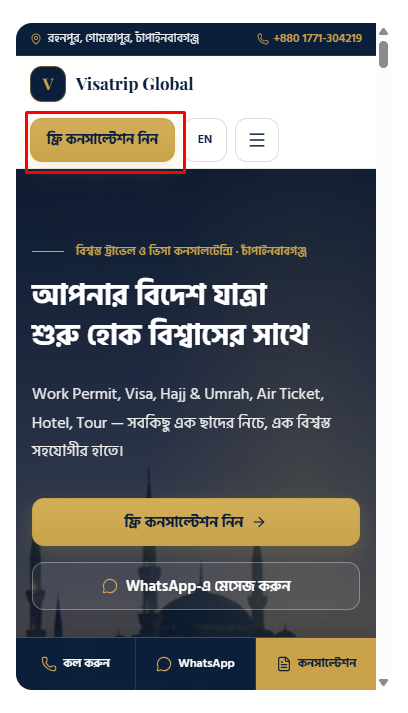 রহনপুর, গোমস্তাপুর, চাঁপাইনবাবগঞ্জ
+880 1771-304219
V
Visatrip Global
ফ্রি কনসাল্টেশন নিন
EN
বিশ্বস্ত ট্রাভেল ও ভিসা কনসালটেন্সি · চাঁপাইনবাবগঞ্জ
আপনার বিদেশ যাত্রা
শুরু হোক বিশ্বাসের সাথে
Work Permit, Visa, Hajj & Umrah, Air Ticket,
Hotel, Tour — সবকিছু এক ছাদের নিচে, এক বিশ্বস্ত
সহযোগীর হাতে।
ফ্রি কনসাল্টেশন নিন →
WhatsApp-এ মেসেজ করুন
কল করুন
WhatsApp
কনসাল্টেশন